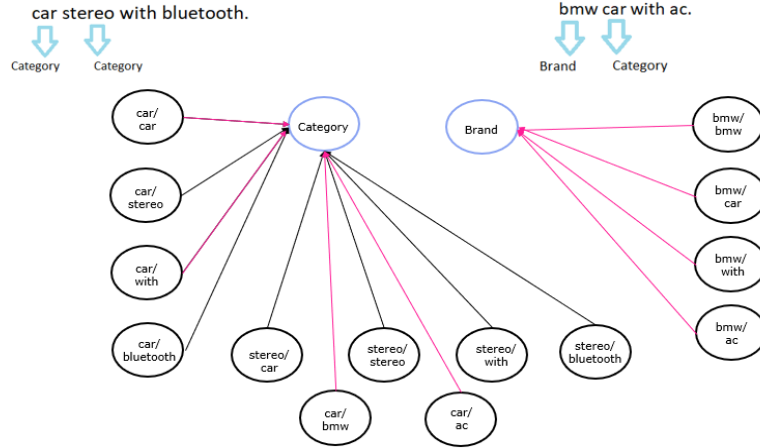 car stereo with bluetooth.
Category
Category
bmw car with ac.
Brand
Category
car/
car
Category
Brand
bmw/
bmw
car/
stereo
bmw/
car
car/
with
bmw/
with
car/
bluetooth
stereo/
car
stereo/
stereo
stereo/
with
stereo/
bluetooth
bmw/
ac
car/
bmw
car/
ac